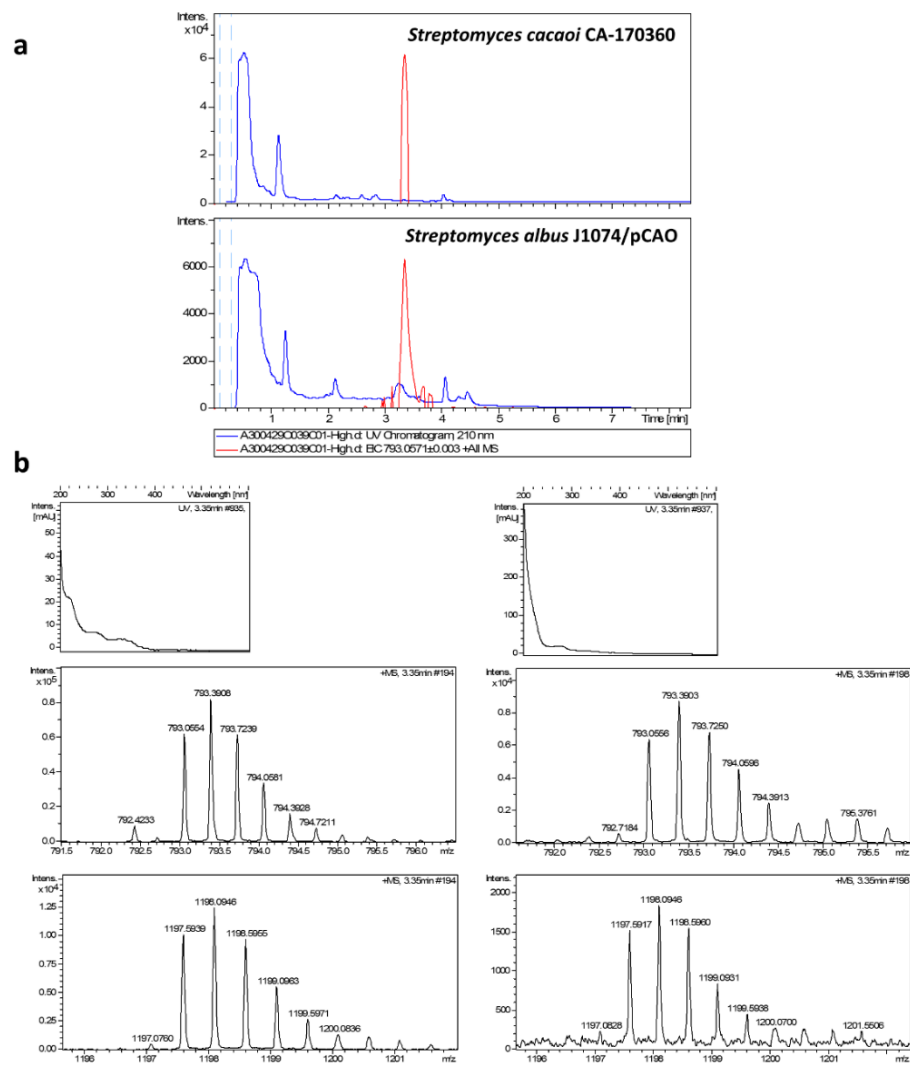 a
Intens.
x10⁴
Streptomyces cacaoi CA-170360
6
4
2
0
Intens.
Streptomyces albus J1074/pCAO
6000
4000
2000
0
1 2 3 4 5 6 7 Time [min]
A300429C039C01-High.d: UV Chromatogram, 210 nm
A300429C039C01-High.d: EIC 793.0571±0.003 +All MS
b
200 300 400 Wavelength [nm]
Intens.
[mAU]
UV, 3.35min #935,
60
50
40
30
20
10
0
200 300 400 Wavelength [nm]
Intens.
[mAU]
UV, 3.35min #937,
300
200
100
0
Intens.
x10⁵
+MS, 3.35min #194
0.8
0.6
0.4
0.2
0.0
792.4233
793.0554
793.3908
793.7239
794.0581
794.3928
794.7211
791.5 792.0 792.5 793.0 793.5 794.0 794.5 795.0 795.5 796.0 m/z
Intens.
x10⁴
+MS, 3.35min #198
0.8
0.6
0.4
0.2
0.0
792.7184
793.0556
793.3903
793.7250
794.0596
794.3913
795.3761
792.0 792.5 793.0 793.5 794.0 794.5 795.0 795.5 m/z
Intens.
x10⁴
+MS, 3.35min #194
1.25
1.00
0.75
0.50
0.25
0.00
1197.0760
1197.5939
1198.0946
1198.5955
1199.0963
1199.5971
1200.0836
1196 1197 1198 1199 1200 1201 m/z
Intens.
+MS, 3.35min #198
2000
1500
1000
500
0
1197.0828
1197.5917
1198.0946
1198.5960
1199.0931
1199.5938
1200.0700
1201.5506
1196 1197 1198 1199 1200 1201 m/z